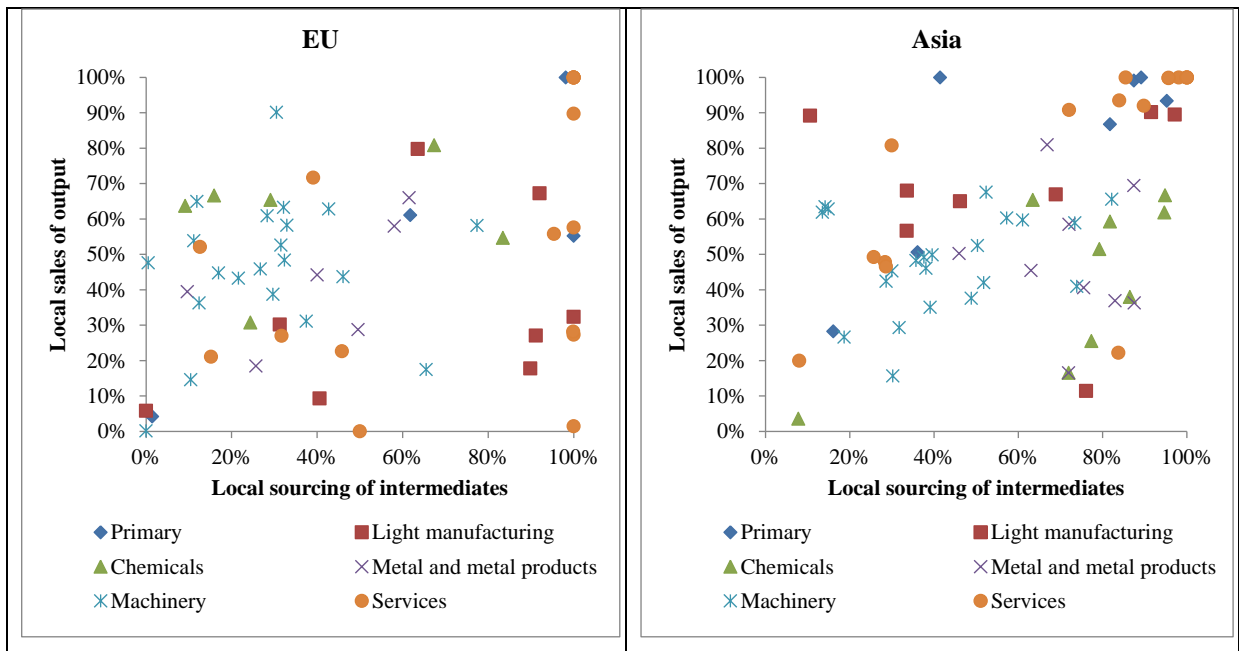 EU
100%
90%
80%
70%
60%
50%
40%
30%
20%
10%
0%
Local sales of output
0% 20% 40% 60% 80% 100%
Local sourcing of intermediates
Primary Light manufacturing
Chemicals Metal and metal products
Machinery Services
Asia
100%
90%
80%
70%
60%
50%
40%
30%
20%
10%
0%
Local sales of output
0% 20% 40% 60% 80% 100%
Local sourcing of intermediates
Primary Light manufacturing
Chemicals Metal and metal products
Machinery Services